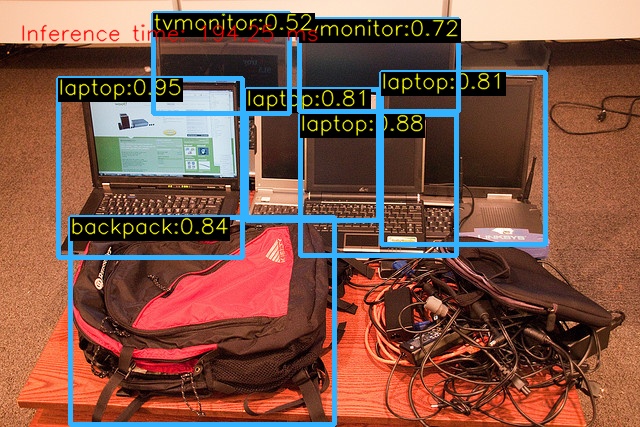 tvmonitor:0.52
tvmonitor:0.72
Inference time: 194.25 ms
laptop:0.95
laptop:0.81
laptop:0.81
laptop:0.88
backpack:0.84